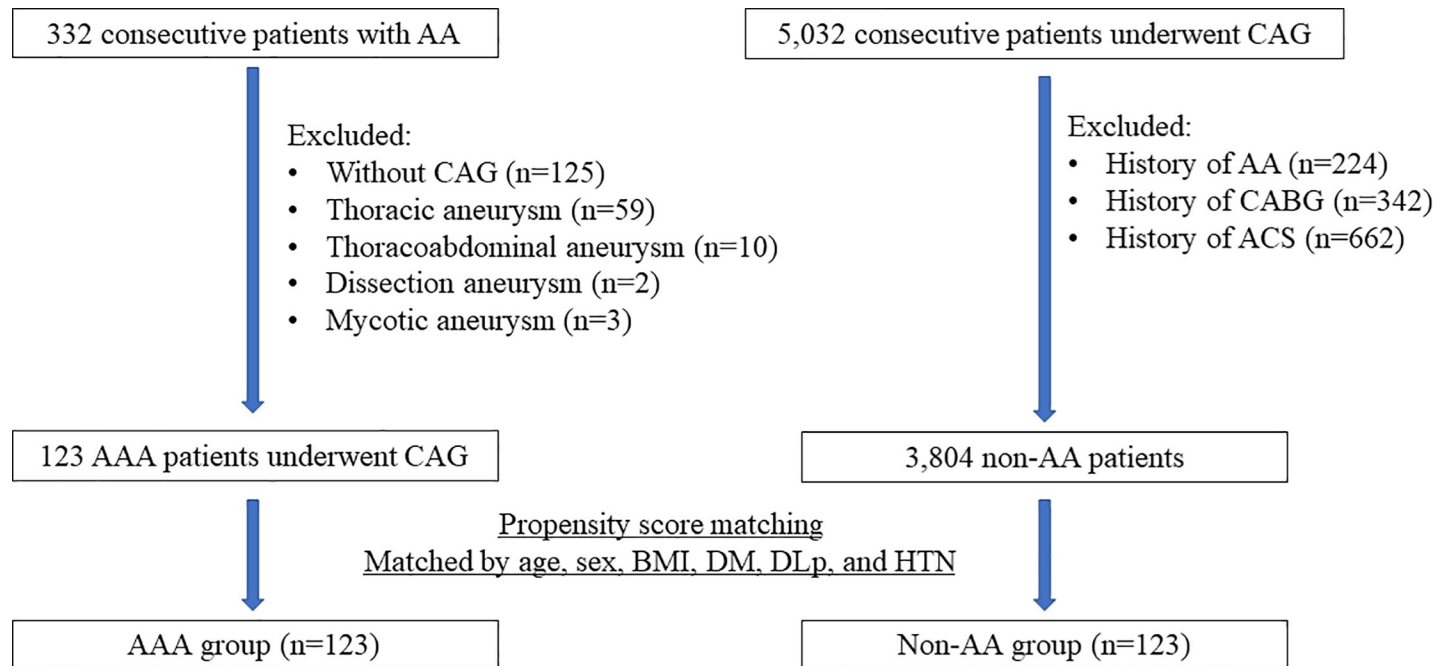 332 consecutive patients with AA
5,032 consecutive patients underwent CAG
Excluded:
• Without CAG (n=125)
• Thoracic aneurysm (n=59)
• Thoracoabdominal aneurysm (n=10)
• Dissection aneurysm (n=2)
• Mycotic aneurysm (n=3)
Excluded:
• History of AA (n=224)
• History of CABG (n=342)
• History of ACS (n=662)
123 AAA patients underwent CAG
3,804 non-AA patients
Propensity score matching
Matched by age, sex, BMI, DM, DLp, and HTN
AAA group (n=123)
Non-AA group (n=123)